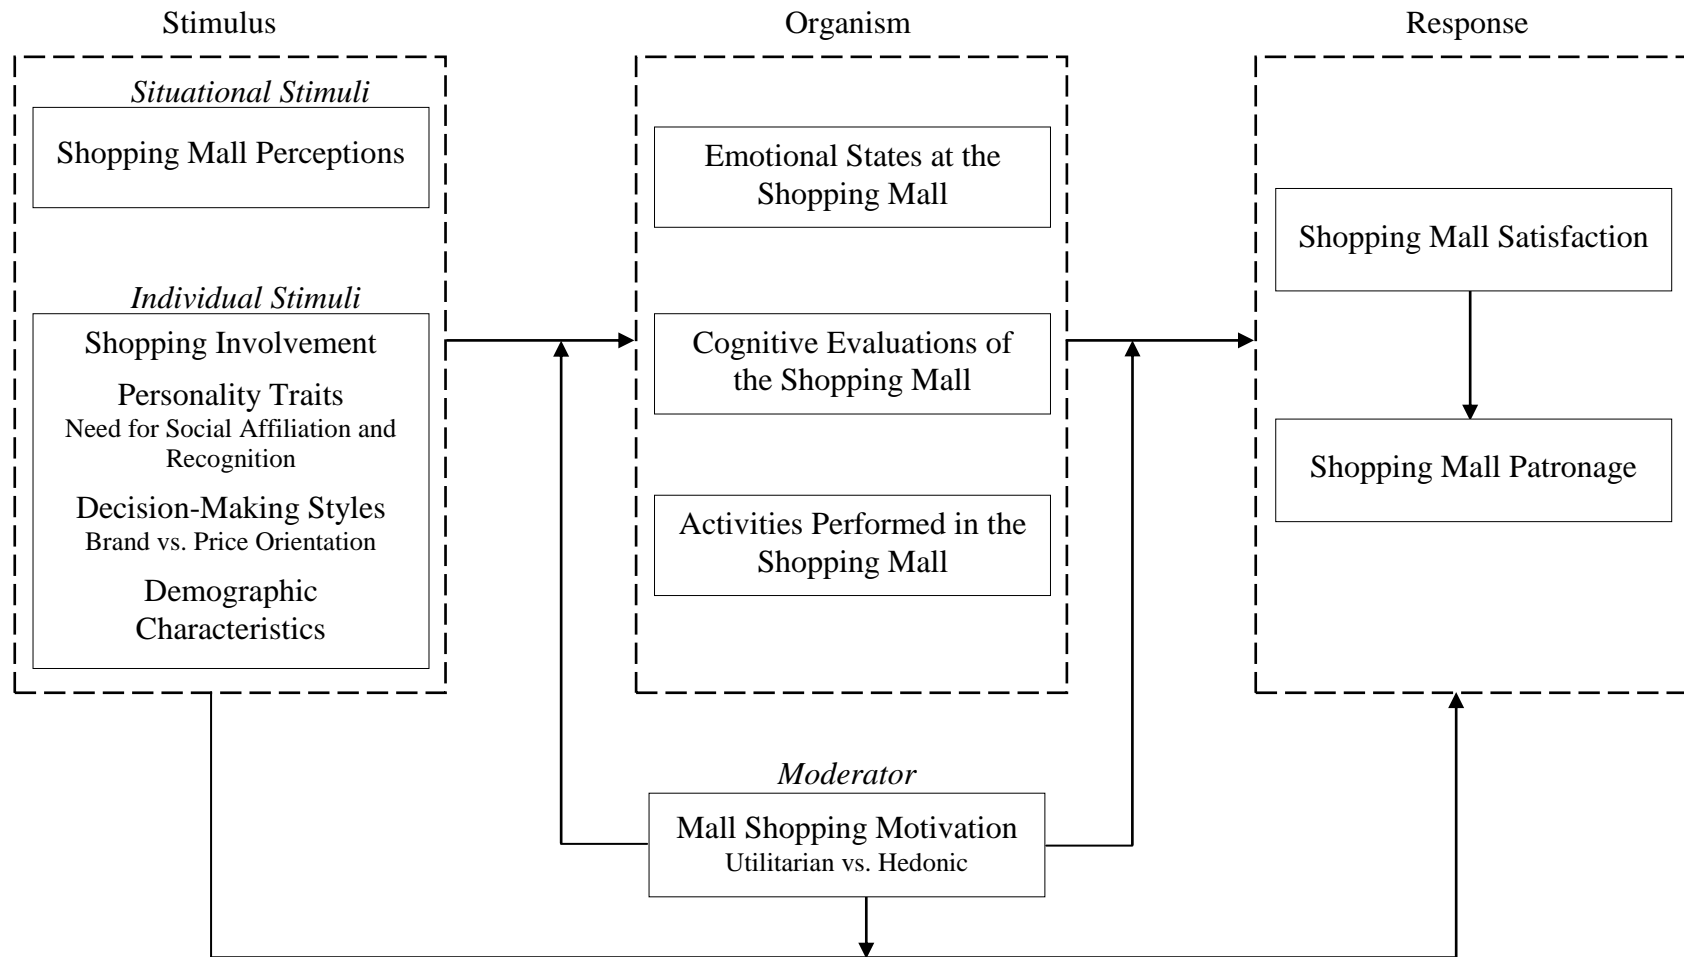 Stimulus
Situational Stimuli
Shopping Mall Perceptions
Individual Stimuli
Shopping Involvement
Personality Traits
Need for Social Affiliation and
Recognition
Decision-Making Styles
Brand vs. Price Orientation
Demographic
Characteristics
Organism
Emotional States at the
Shopping Mall
Cognitive Evaluations of
the Shopping Mall
Activities Performed in the
Shopping Mall
Response
Shopping Mall Satisfaction
Shopping Mall Patronage
Moderator
Mall Shopping Motivation
Utilitarian vs. Hedonic